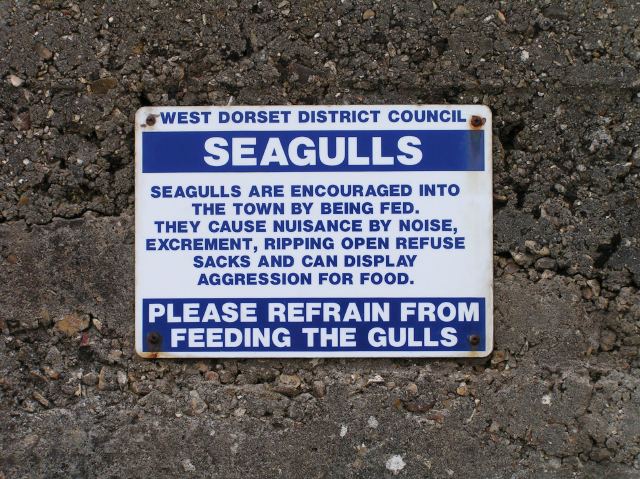 WEST DORSET DISTRICT COUNCIL
SEAGULLS
SEAGULLS ARE ENCOURAGED INTO
THE TOWN BY BEING FED.
THEY CAUSE NUISANCE BY NOISE,
EXCREMENT, RIPPING OPEN REFUSE
SACKS AND CAN DISPLAY
AGGRESSION FOR FOOD.
PLEASE REFRAIN FROM
FEEDING THE GULLS